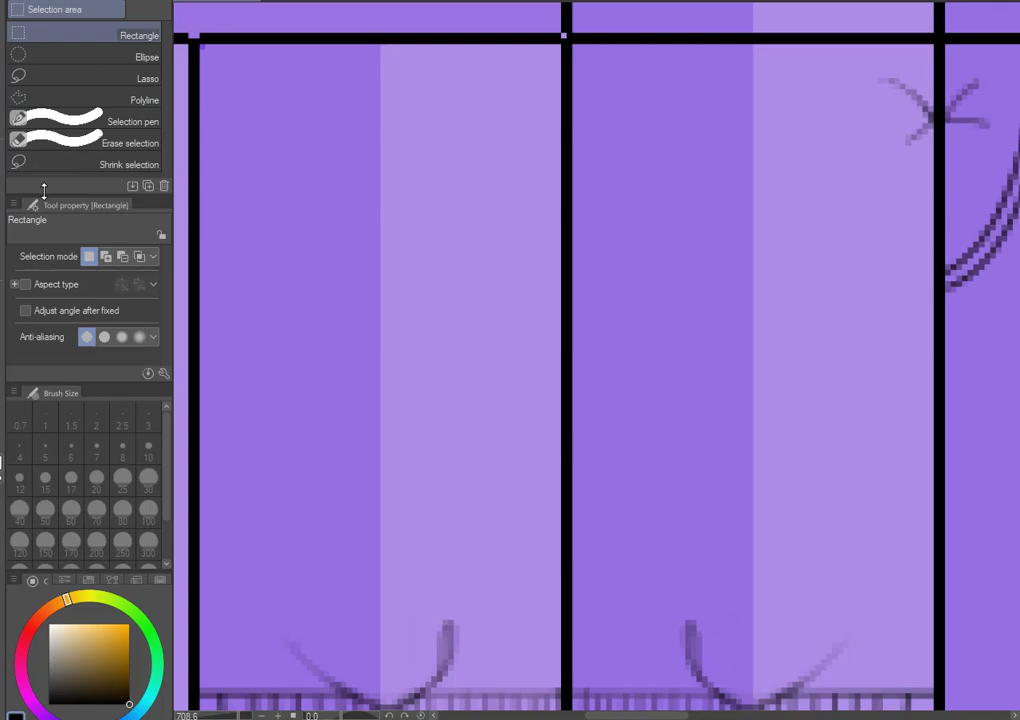 Selection area
Rectangle
Ellipse
Lasso
Polyline
Selection pen
Erase selection
Shrink selection
Tool property [Rectangle]
Rectangle
Selection mode
Aspect type
Adjust angle after fixed
Anti-aliasing
Brush Size
0.7 1 1.5 2 2.5 3
4 5 6 7 8 10
12 15 17 20 25 30
40 50 60 70 80 100
120 150 170 200 250 300
708.6 0.0